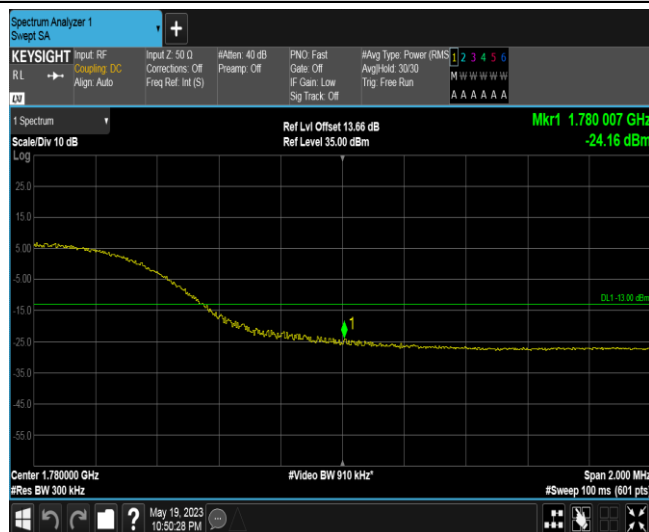 Spectrum Analyzer 1
Swept SA
KEYSIGHT
RL
LXI
Input: RF
Coupling: DC
Align: Auto
Input Z: 50 Ω
Corrections: Off
Freq Ref: Int (S)
#Atten: 40 dB
Preamp: Off
PNO: Fast
Gate: Off
IF Gain: Low
Sig Track: Off
#Avg Type: Power (RMS
Avg|Hold: 30/30
Trig: Free Run
1 2 3 4 5 6
M W W W W W
A A A A A A
1 Spectrum
Scale/Div 10 dB
Ref Lvl Offset 13.66 dB
Ref Level 35.00 dBm
Mkr1 1.780 007 GHz
-24.16 dBm
Log
25.0
15.0
5.00
-5.00
DL1 -13.00 dBm
-15.0
1
-25.0
-35.0
-45.0
-55.0
Center 1.780000 GHz
#Video BW 910 kHz*
Span 2.000 MHz
#Res BW 300 kHz
#Sweep 100 ms (601 pts)
?
May 19, 2023
10:50:28 PM